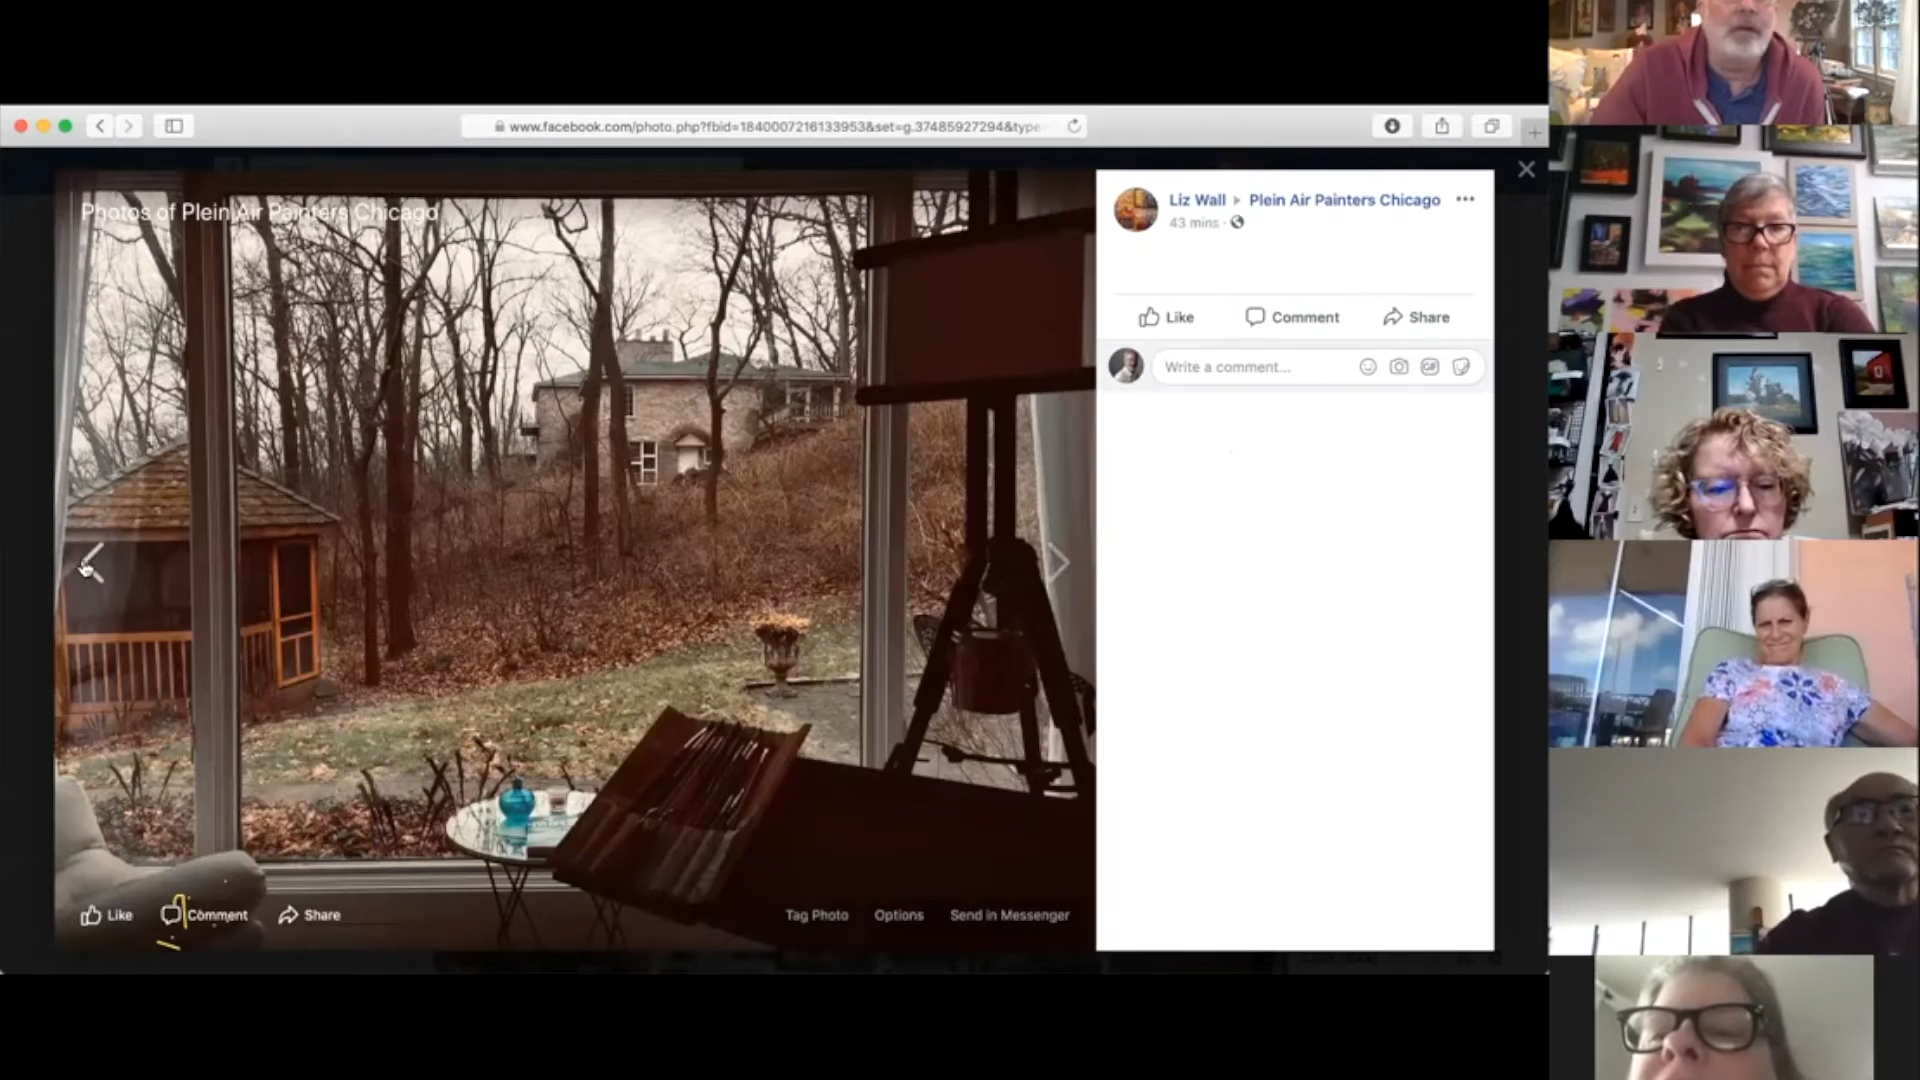 www.facebook.com/photo.php?fbid=1840007216133953&set=g.37485927294&type
Photos of Plein Air Painters Chicago
Liz Wall ▸ Plein Air Painters Chicago
43 mins ·
Like Comment Share
Write a comment...
GIF
Like Comment Share
Tag Photo Options Send in Messenger